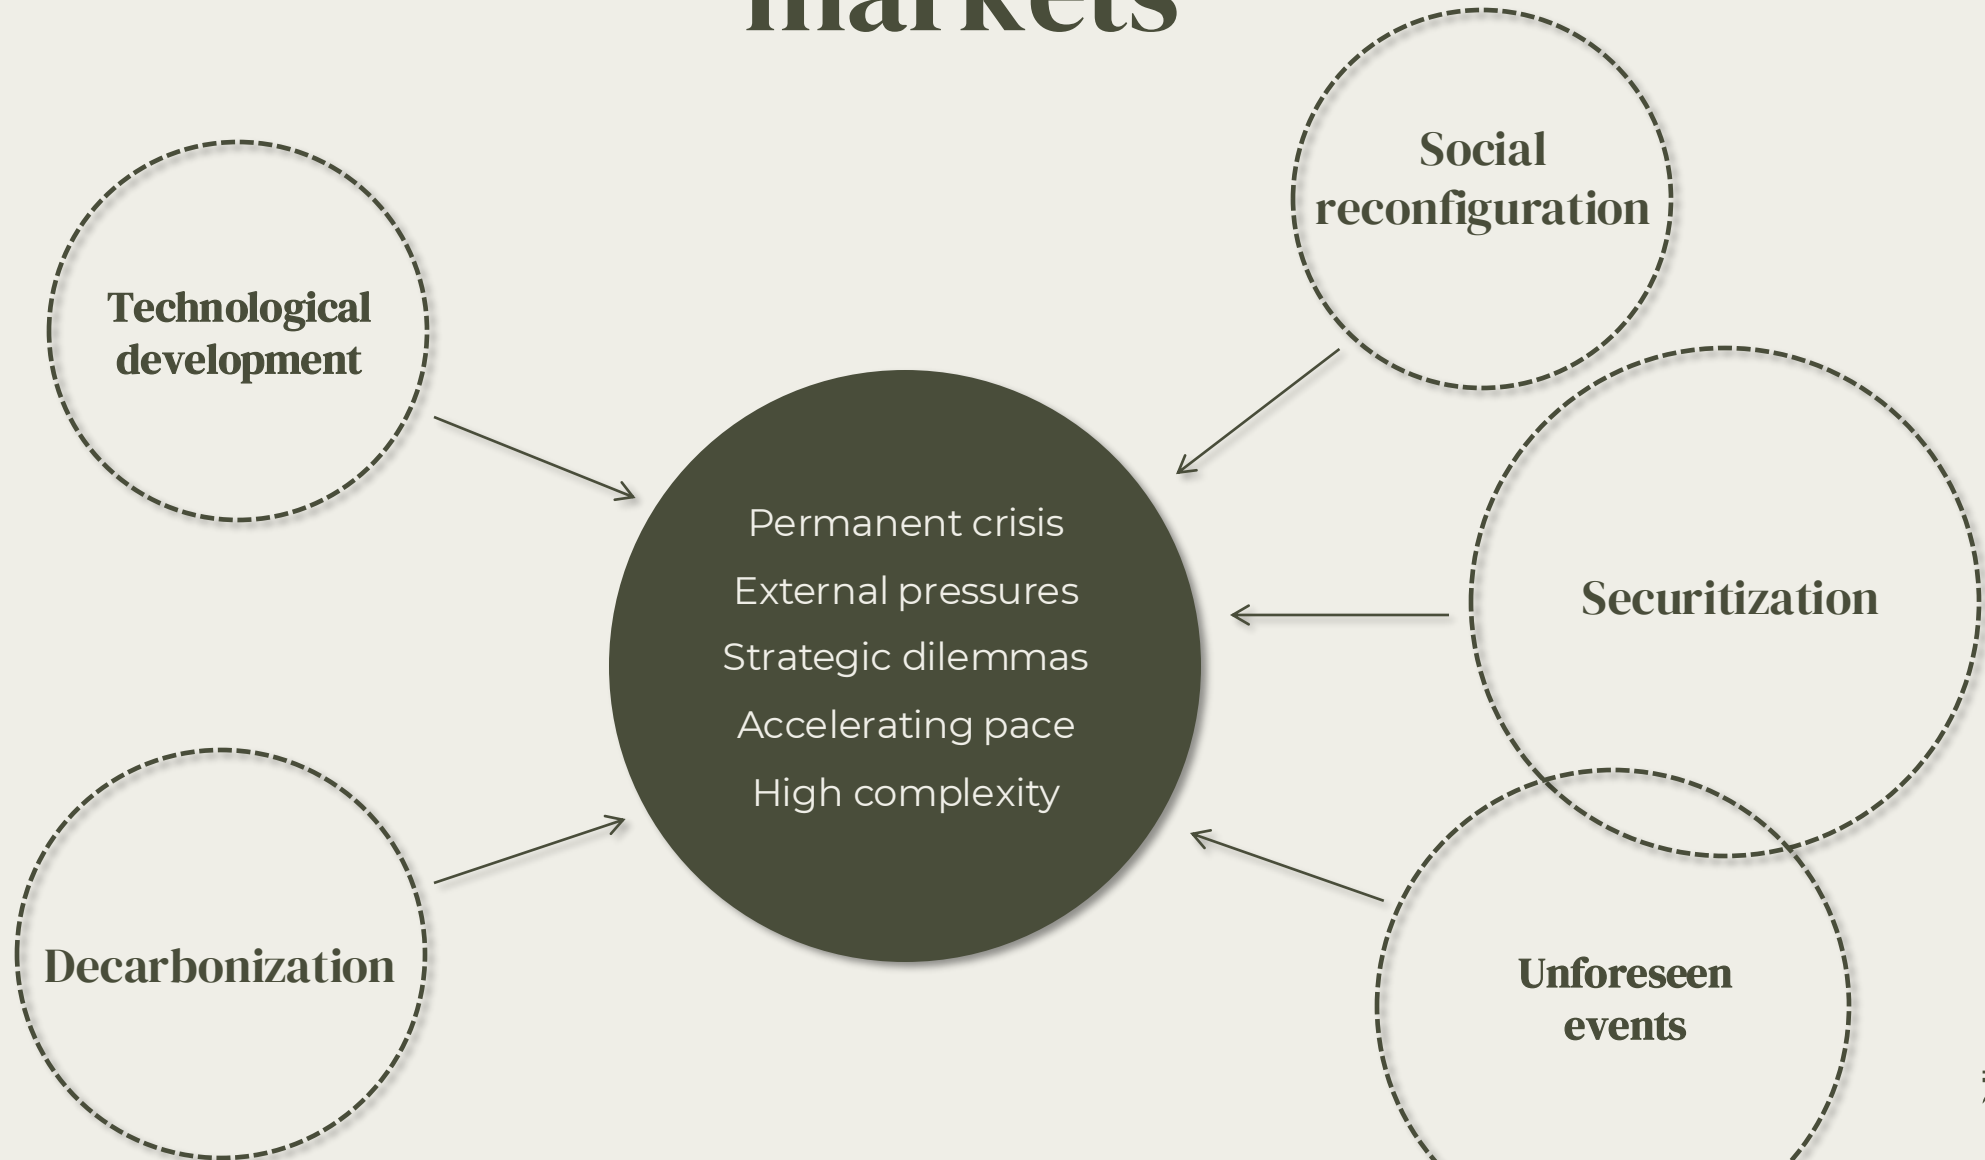 markets
Social
reconfiguration
Technological
development
Securitization
Permanent crisis
External pressures
Strategic dilemmas
Accelerating pace
High complexity
Decarbonization
Unforeseen
events